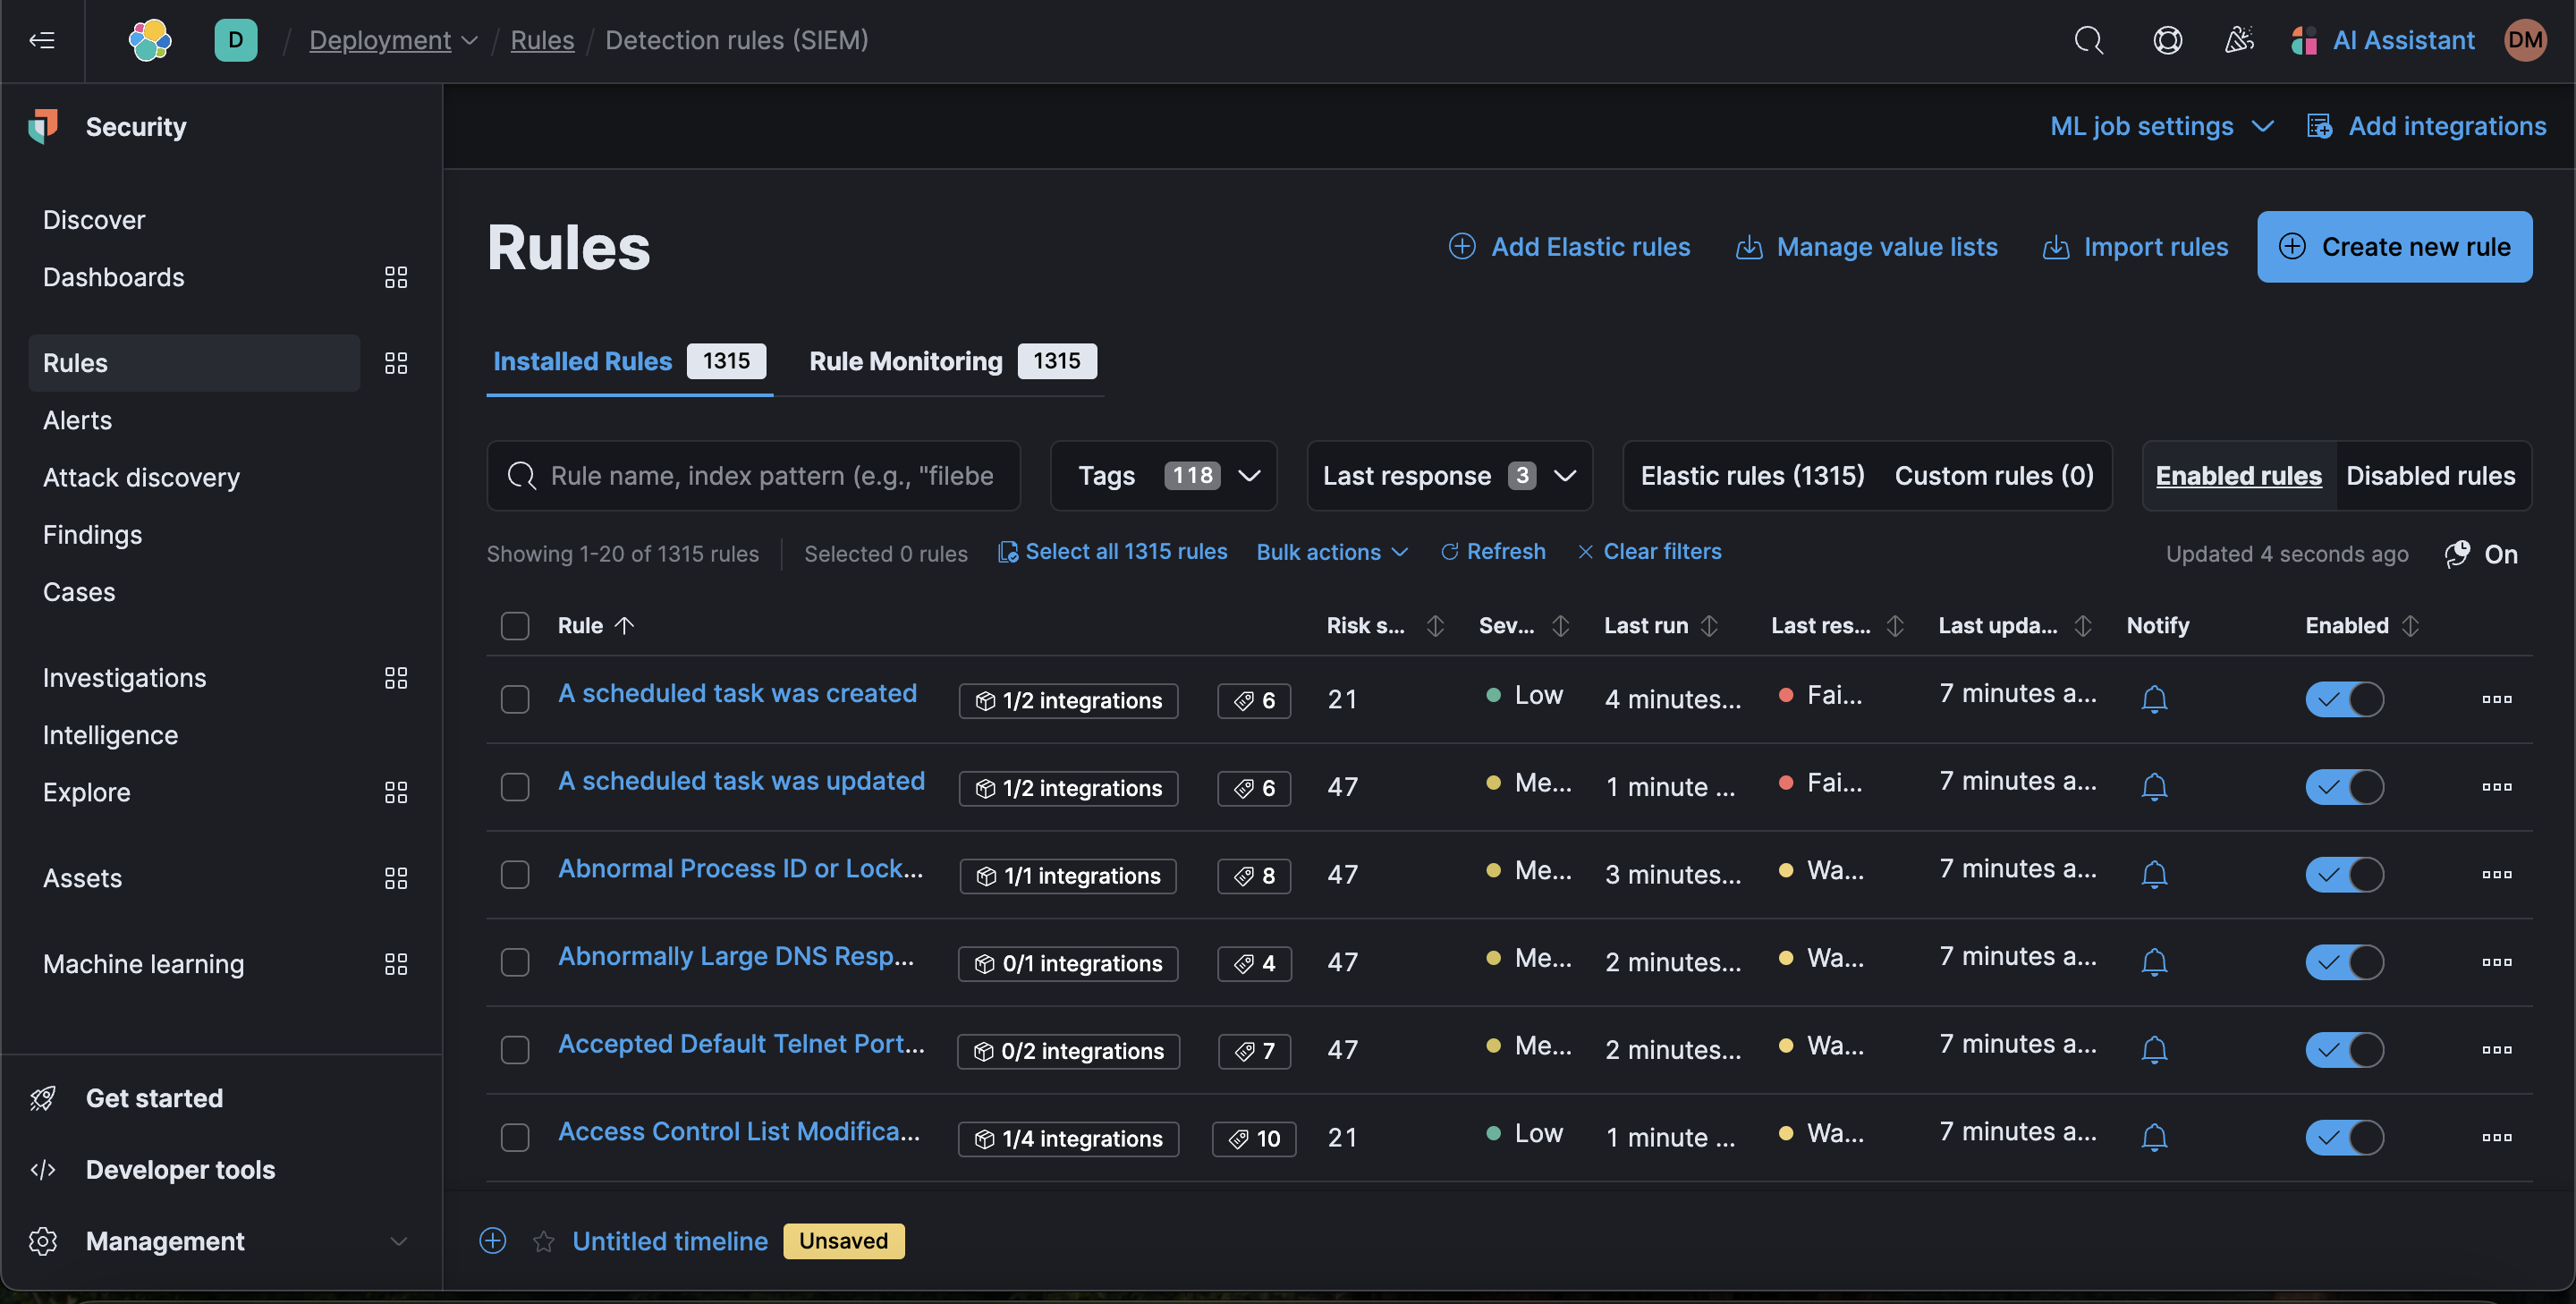 D / Deployment / Rules / Detection rules (SIEM)
AI Assistant DM
Security
ML job settings Add integrations
Discover
Dashboards
Rules
Alerts
Attack discovery
Findings
Cases
Investigations
Intelligence
Explore
Assets
Machine learning
Get started
Developer tools
Management
Rules
Add Elastic rules Manage value lists Import rules Create new rule
Installed Rules 1315 Rule Monitoring 1315
Rule name, index pattern (e.g., "filebe Tags 118 Last response 3 Elastic rules (1315) Custom rules (0) Enabled rules Disabled rules
Showing 1-20 of 1315 rules Selected 0 rules Select all 1315 rules Bulk actions Refresh Clear filters Updated 4 seconds ago On
Rule Risk s... Sev... Last run Last res... Last upda... Notify Enabled
A scheduled task was created 1/2 integrations 6 21 Low 4 minutes... Fai... 7 minutes a...
A scheduled task was updated 1/2 integrations 6 47 Me... 1 minute ... Fai... 7 minutes a...
Abnormal Process ID or Lock... 1/1 integrations 8 47 Me... 3 minutes... Wa... 7 minutes a...
Abnormally Large DNS Resp... 0/1 integrations 4 47 Me... 2 minutes... Wa... 7 minutes a...
Accepted Default Telnet Port... 0/2 integrations 7 47 Me... 2 minutes... Wa... 7 minutes a...
Access Control List Modifica... 1/4 integrations 10 21 Low 1 minute ... Wa... 7 minutes a...
Untitled timeline Unsaved